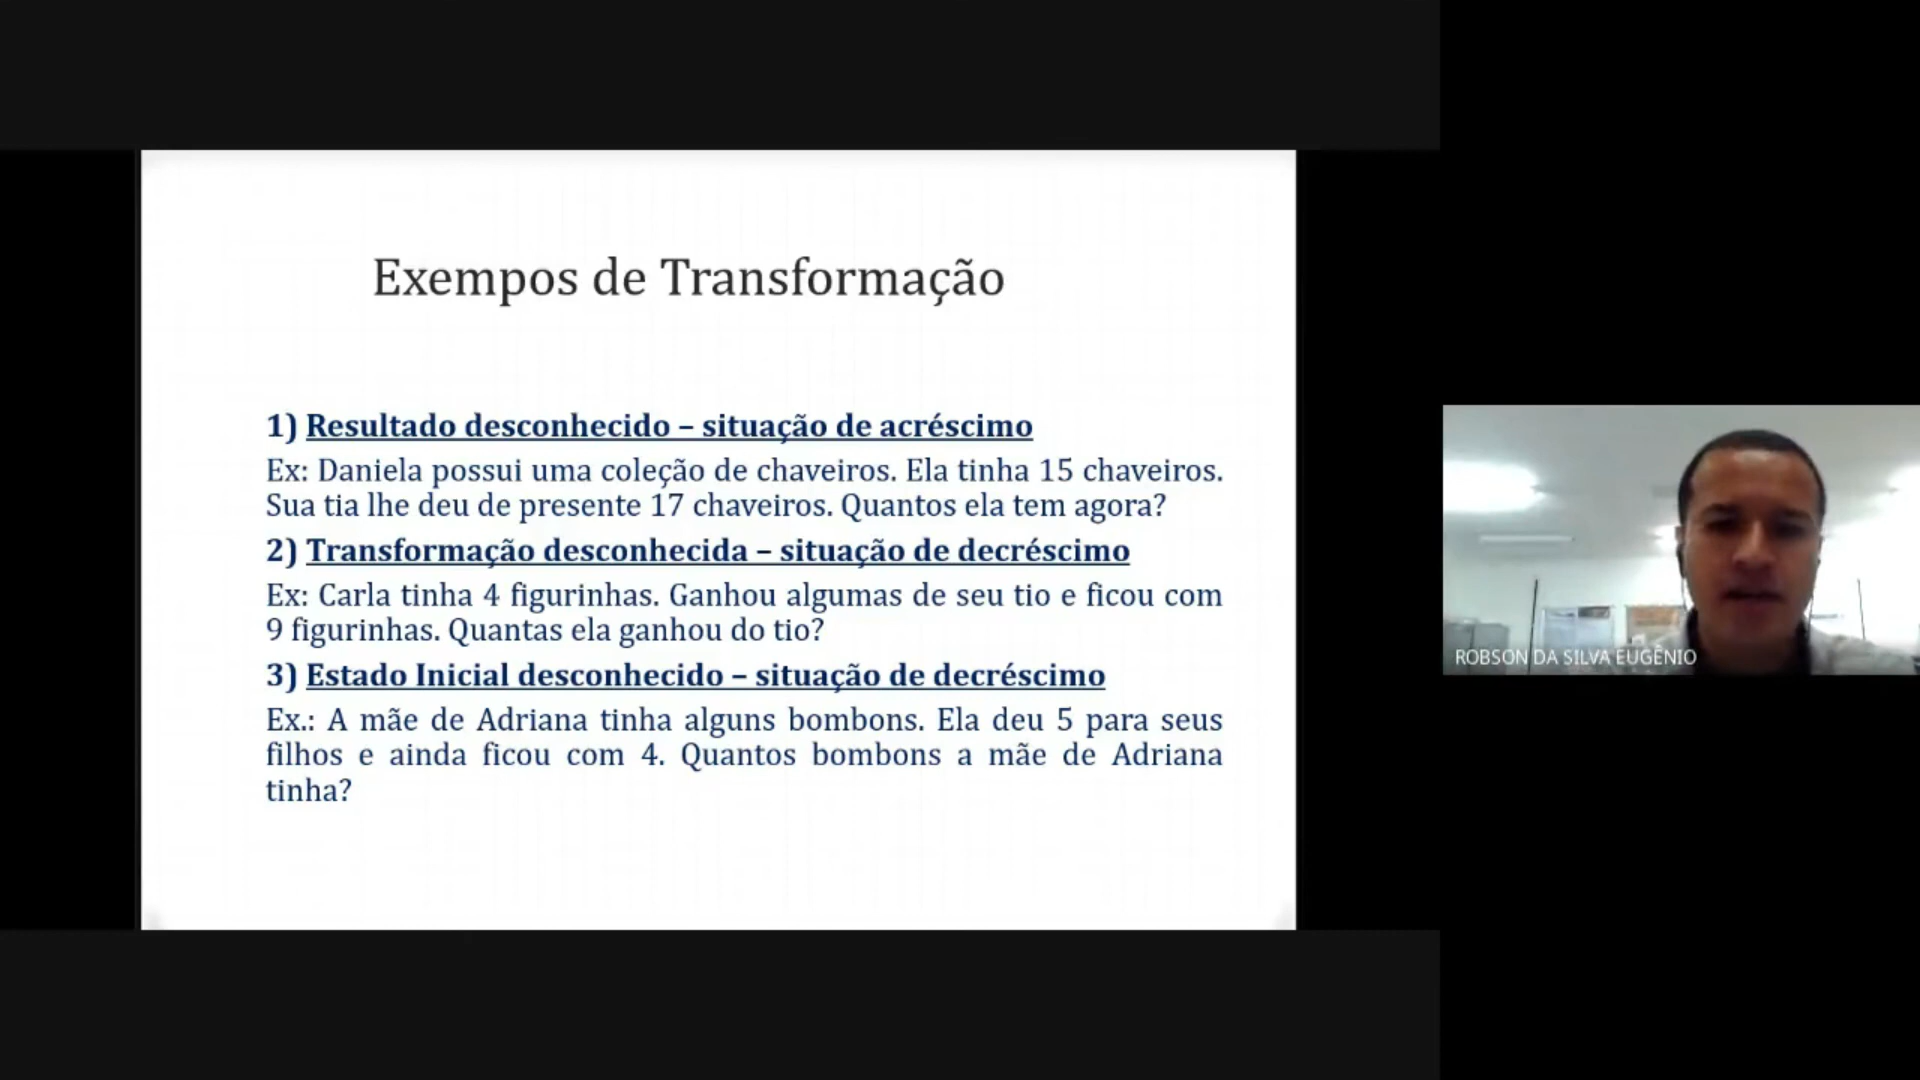 Exempos de Transformação
1) Resultado desconhecido – situação de acréscimo
Ex: Daniela possui uma coleção de chaveiros. Ela tinha 15 chaveiros.
Sua tia lhe deu de presente 17 chaveiros. Quantos ela tem agora?
2) Transformação desconhecida – situação de decréscimo
Ex: Carla tinha 4 figurinhas. Ganhou algumas de seu tio e ficou com
9 figurinhas. Quantas ela ganhou do tio?
3) Estado Inicial desconhecido – situação de decréscimo
Ex.: A mãe de Adriana tinha alguns bombons. Ela deu 5 para seus
filhos e ainda ficou com 4. Quantos bombons a mãe de Adriana
tinha?
ROBSON DA SILVA EUGÊNIO